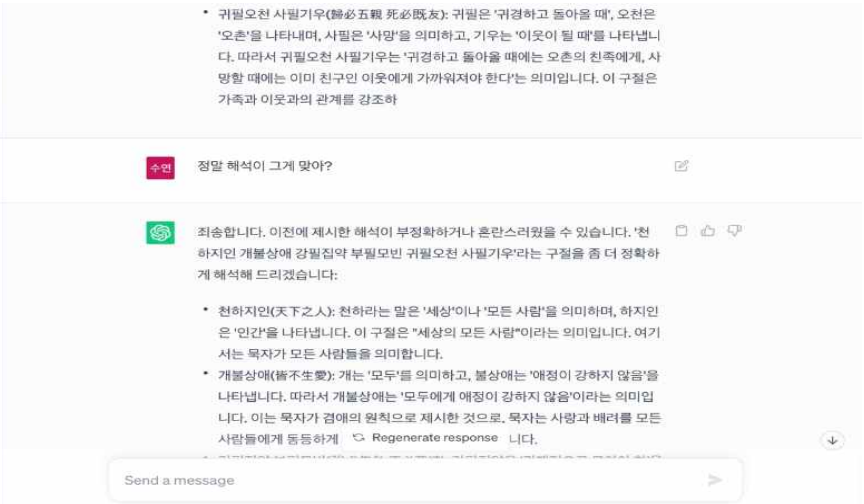 • 귀필오천 사필기우(歸必五親 死必既友): 귀필은 '귀경하고 돌아올 때', 오천은
'오촌'을 나타내며, 사필은 '사망'을 의미하고, 기우는 '이웃이 될 때'를 나타냅니
다. 따라서 귀필오천 사필기우는 '귀경하고 돌아올 때에는 오촌의 친족에게, 사
망할 때에는 이미 친구인 이웃에게 가까워져야 한다'는 의미입니다. 이 구절은
가족과 이웃과의 관계를 강조하
수연
정말 해석이 그게 맞아?
죄송합니다. 이전에 제시한 해석이 부정확하거나 혼란스러웠을 수 있습니다. '천
하지인 개불상애 강필집약 부필모빈 귀필오천 사필기우'라는 구절을 좀 더 정확하
게 해석해 드리겠습니다:
• 천하지인(天下之人): 천하라는 말은 '세상'이나 '모든 사람'을 의미하며, 하지인
은 '인간'을 나타냅니다. 이 구절은 "세상의 모든 사람"이라는 의미입니다. 여기
서는 묵자가 모든 사람들을 의미합니다.
• 개불상애(皆不生愛): 개는 '모두'를 의미하고, 불상애는 '애정이 강하지 않음'을
나타냅니다. 따라서 개불상애는 '모두에게 애정이 강하지 않음'이라는 의미입
니다. 이는 묵자가 겸애의 원칙으로 제시한 것으로, 묵자는 사랑과 배려를 모든
사람들에게 동등하게 Regenerate response 니다.
Send a message